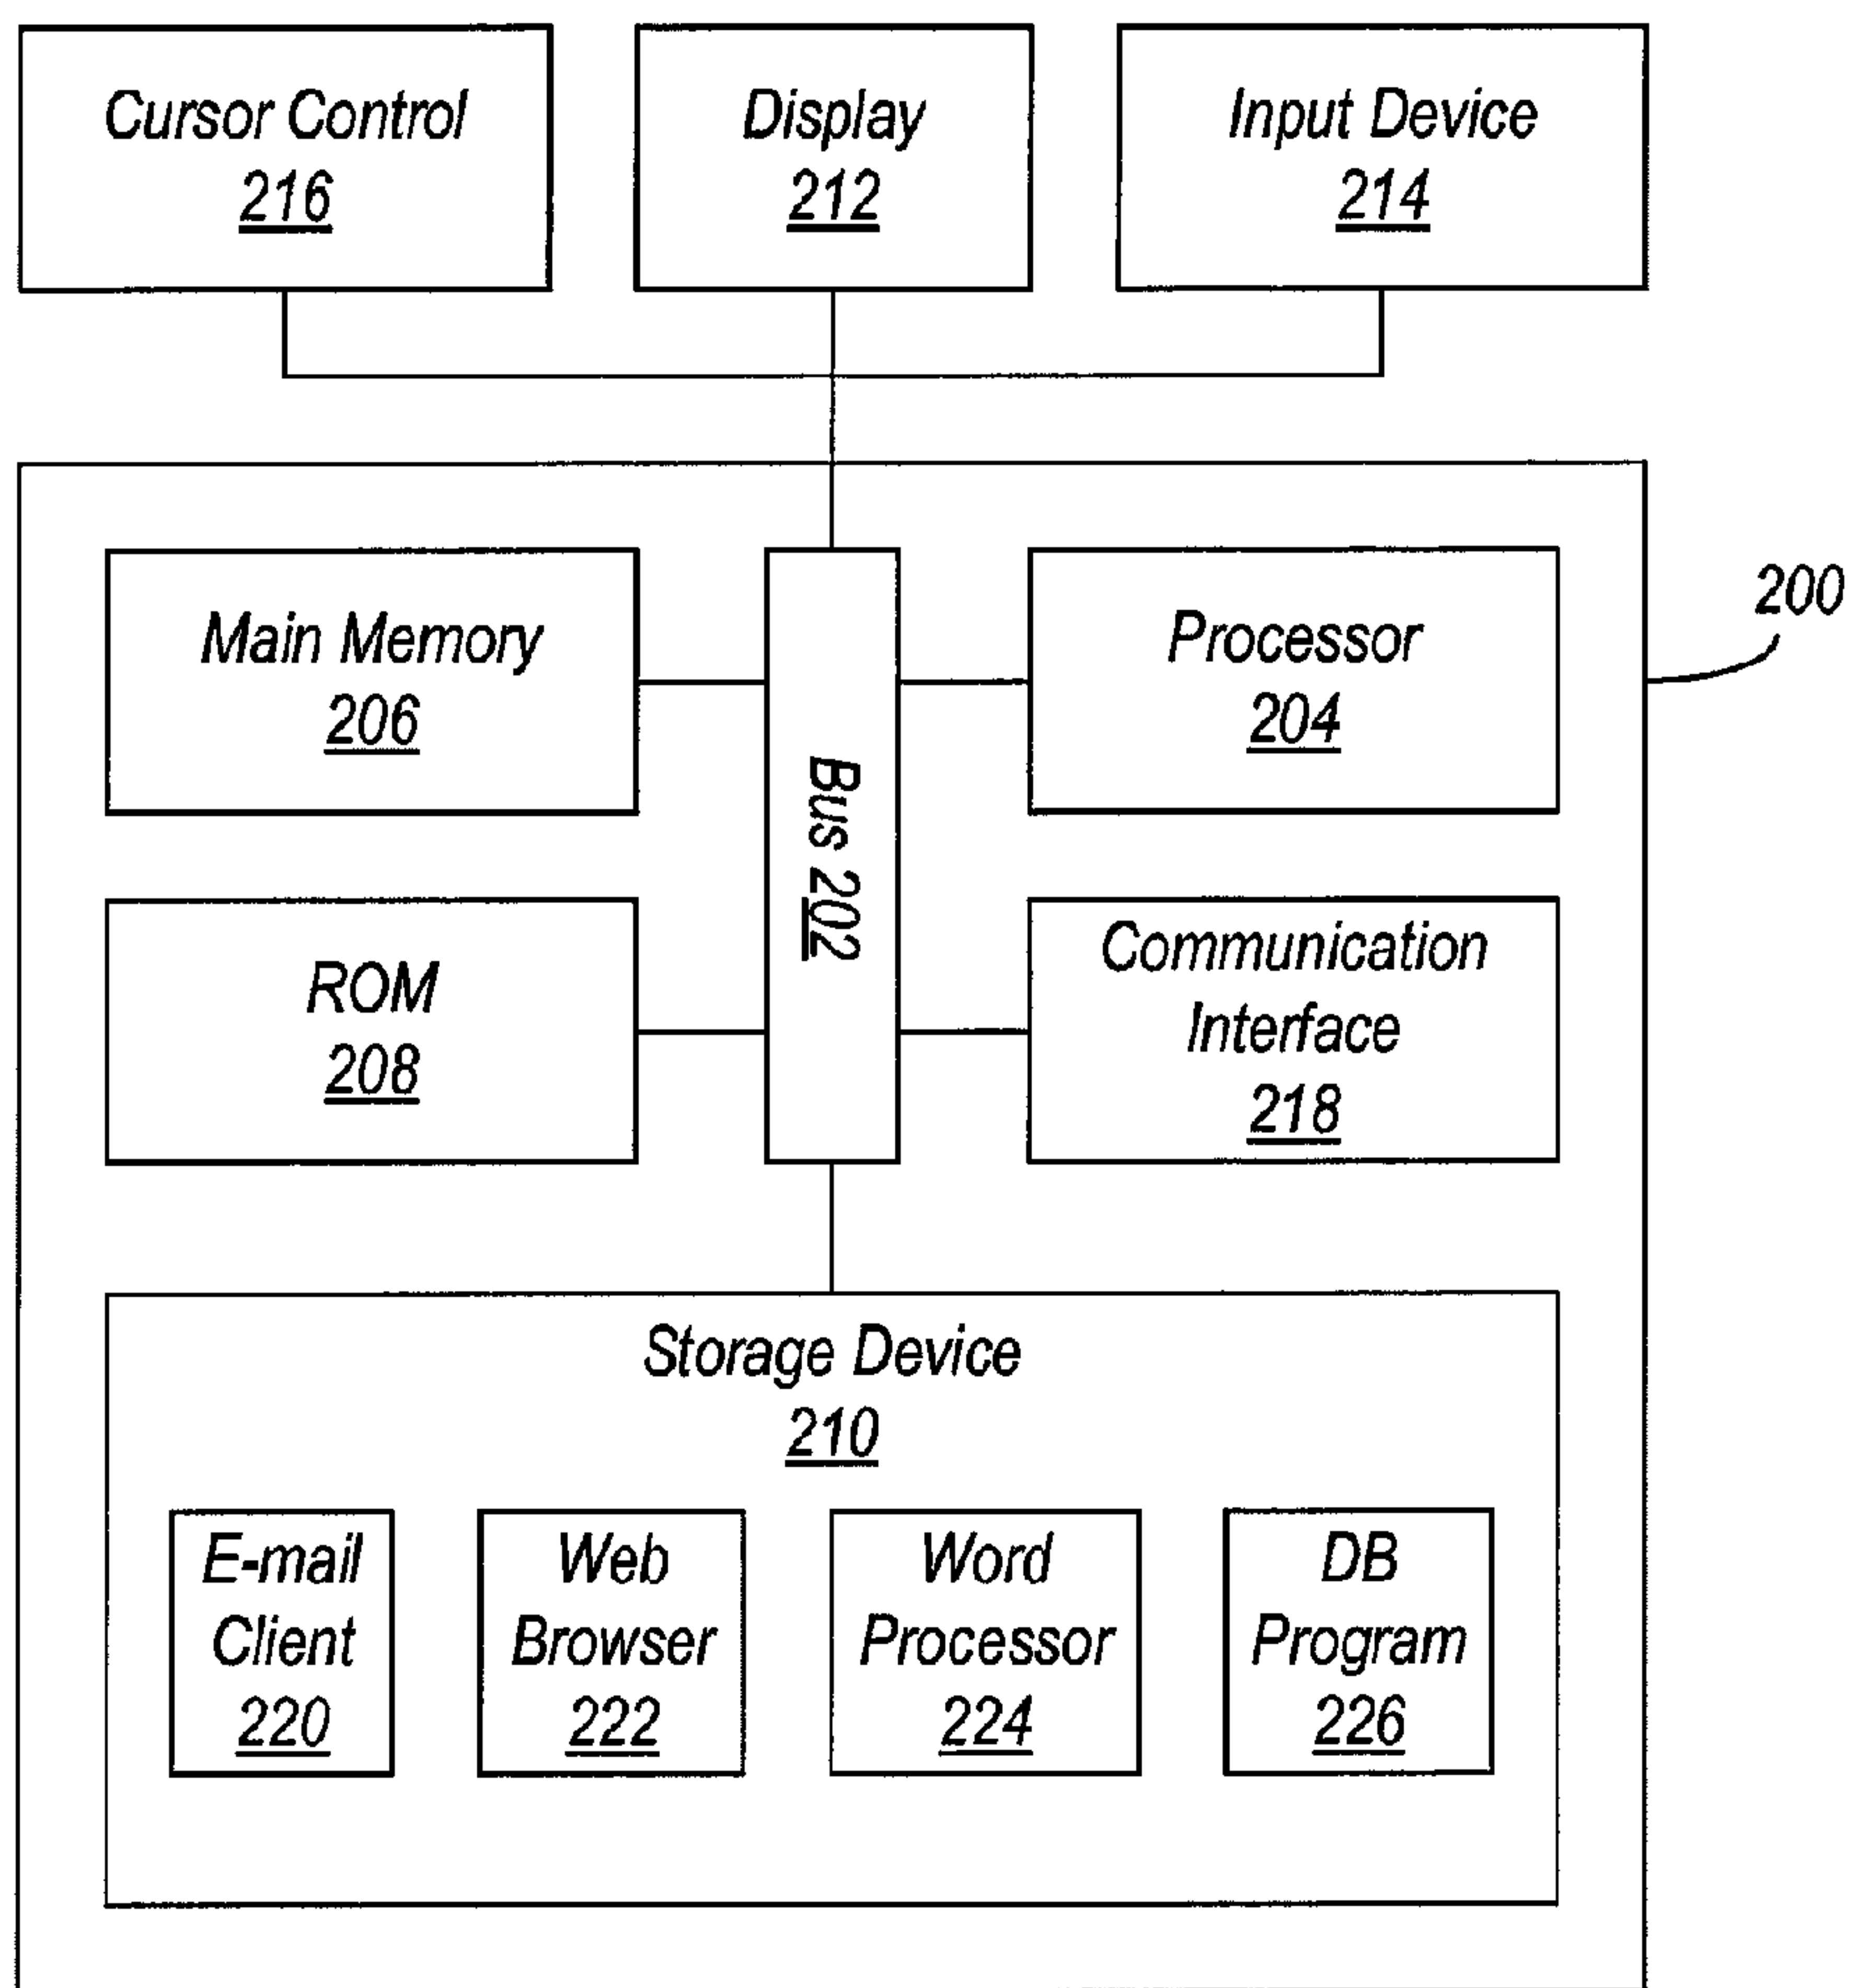 Cursor Control
216
Display
212
Input Device
214
200
Main Memory
206
Processor
204
Bus 202
ROM
208
Communication
Interface
218
Storage Device
210
E-mail
Client
220
Web
Browser
222
Word
Processor
224
DB
Program
226